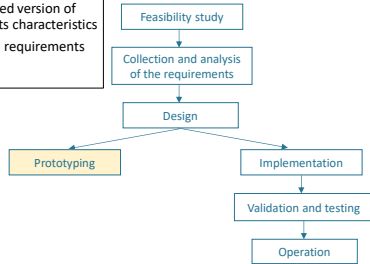 ed version of
ts characteristics
requirements
Feasibility study
Collection and analysis
of the requirements
Design
Prototyping
Implementation
Validation and testing
Operation